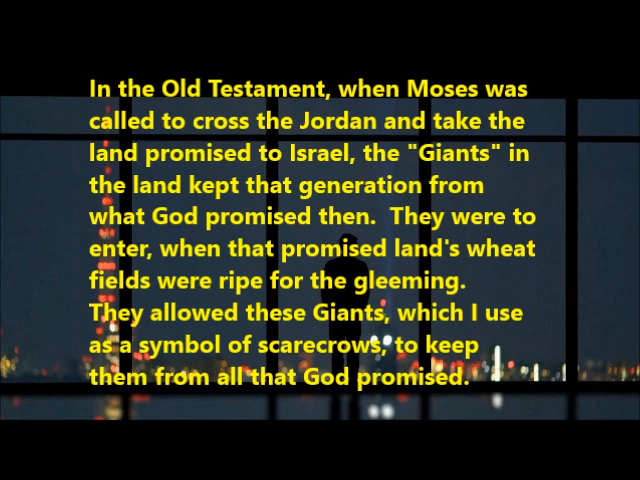 In the Old Testament, when Moses was
called to cross the Jordan and take the
land promised to Israel, the "Giants" in
the land kept that generation from
what God promised then.  They were to
enter, when that promised land's wheat
fields were ripe for the gleeming.
They allowed these Giants, which I use
as a symbol of scarecrows, to keep
them from all that God promised.